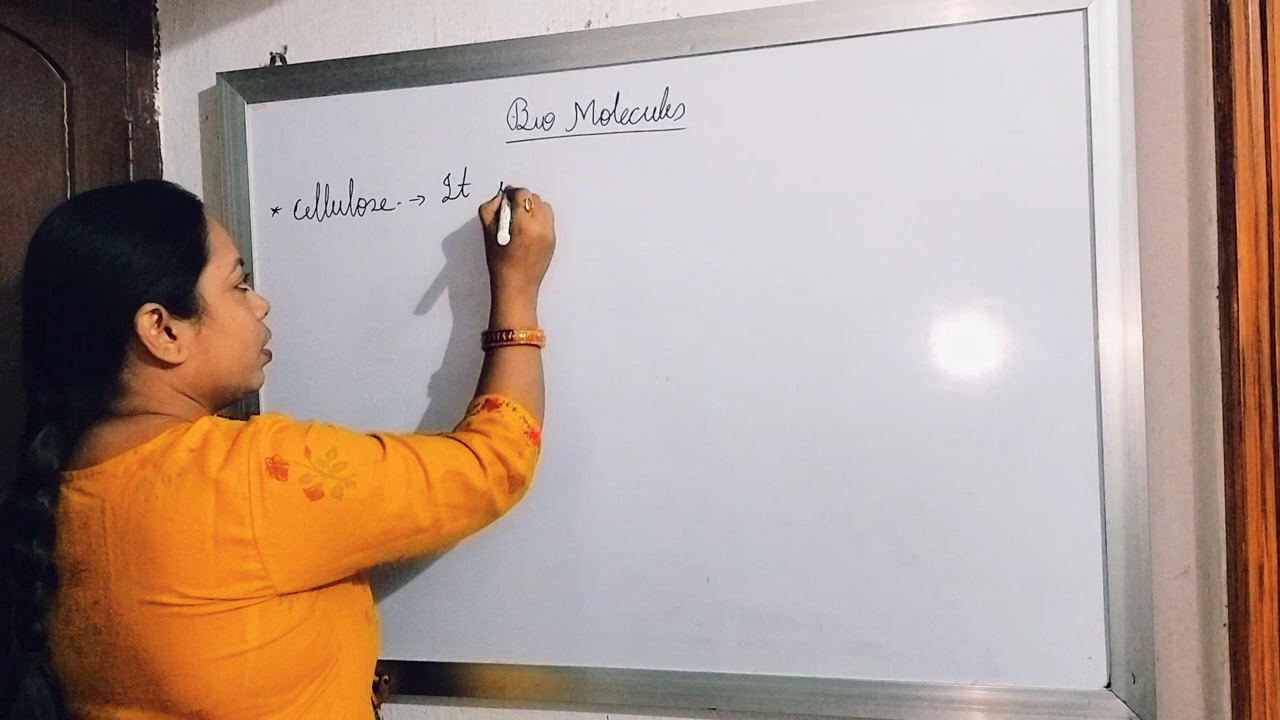 Bio Molecules
* Cellulose. → It